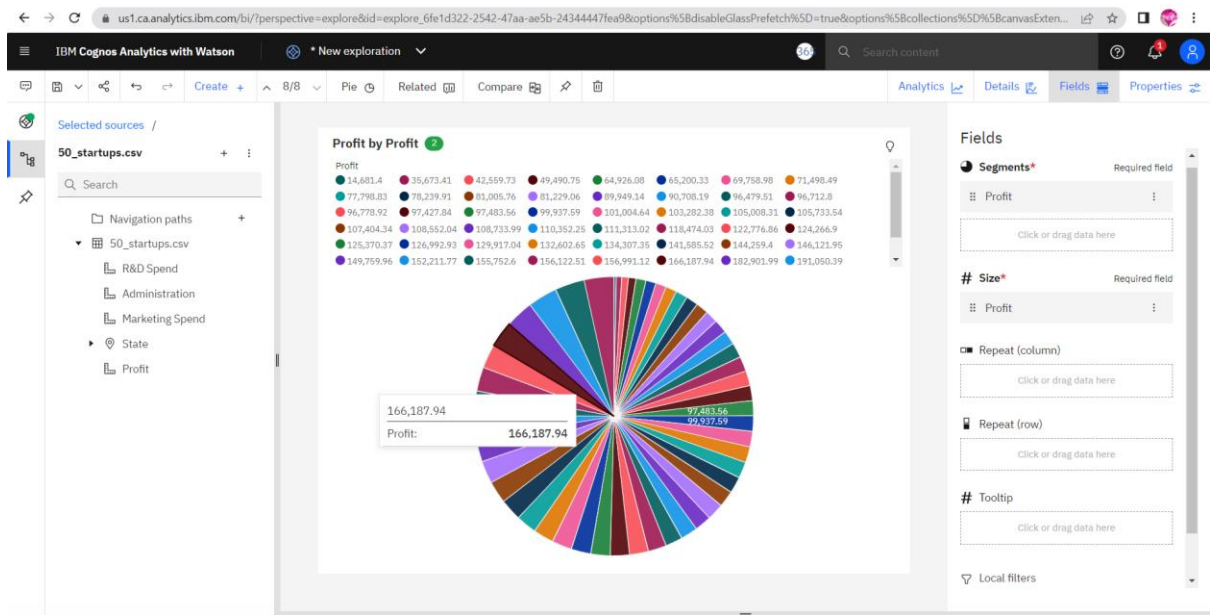 us1.ca.analytics.ibm.com/bi/?perspective=explore&id=explore_6fe1d322-2542-47aa-ae5b-24344447fea9&options%5BdisableGlassPrefetch%5D=true&options%5Bcollections%5D%5BcanvasExten...
IBM Cognos Analytics with Watson
* New exploration
Search content
Create +
8/8
Pie
Related
Compare
Analytics
Details
Fields
Properties
Selected sources /
50_startups.csv
Search
Navigation paths
50_startups.csv
R&D Spend
Administration
Marketing Spend
State
Profit
Profit by Profit 2
Profit
14,681.4 35,673.41 42,559.73 49,490.75 64,926.08 65,200.33 69,758.98 71,498.49
77,798.83 78,239.91 81,005.76 81,229.06 89,949.14 90,708.19 96,479.51 96,712.8
96,778.92 97,427.84 97,483.56 99,937.59 101,004.64 103,282.38 105,008.31 105,733.54
107,404.34 108,552.04 108,733.99 110,352.25 111,313.02 118,474.03 122,776.86 124,266.9
125,370.37 126,992.93 129,917.04 132,602.65 134,307.35 141,585.52 144,259.4 146,121.95
149,759.96 152,211.77 155,752.6 156,122.51 156,991.12 166,187.94 182,901.99 191,050.39
166,187.94
Profit: 166,187.94
97,483.56
99,937.59
Fields
Segments* Required field
Profit
Click or drag data here
# Size* Required field
Profit
Repeat (column)
Click or drag data here
Repeat (row)
Click or drag data here
# Tooltip
Click or drag data here
Local filters